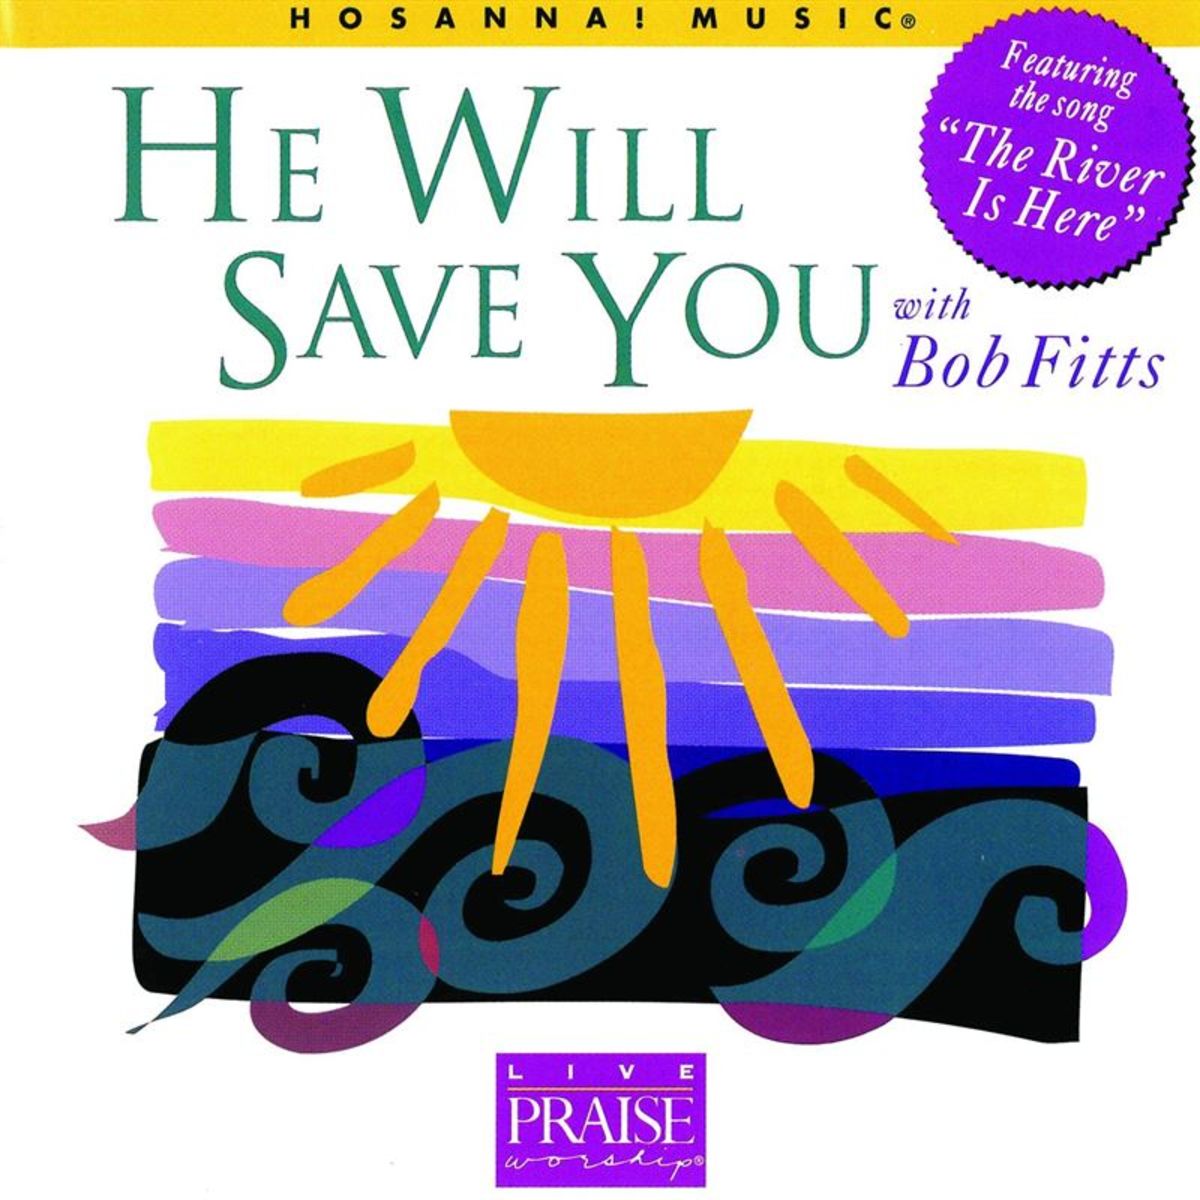 HOSANNA! MUSIC®
Featuring
the song
“The River
Is Here”
HE WILL
SAVE YOU
with
Bob Fitts
LIVE
PRAISE
worship®